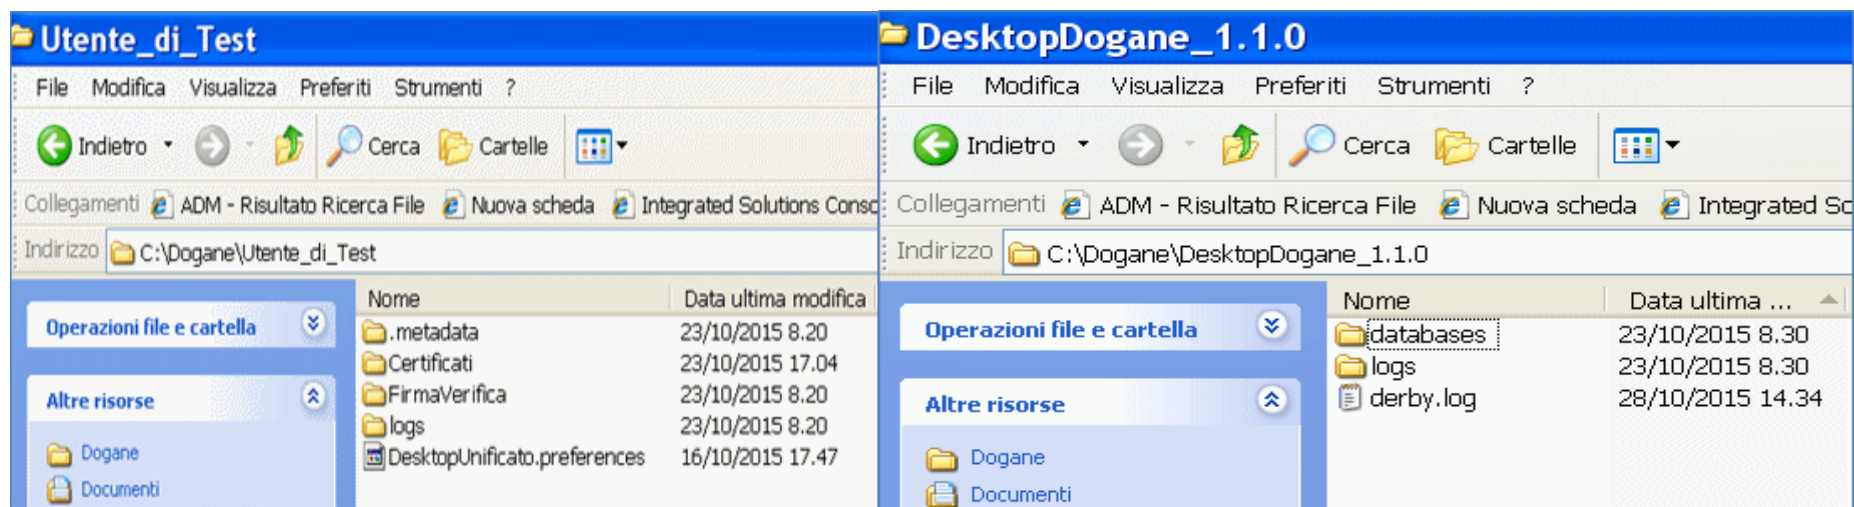 Utente_di_Test
File Modifica Visualizza Preferiti Strumenti ?
Indietro Cerca Cartelle
Collegamenti ADM - Risultato Ricerca File Nuova scheda Integrated Solutions Consc
Indirizzo C:\Dogane\Utente_di_Test
Operazioni file e cartella
Altre risorse
Dogane
Documenti
Nome Data ultima modifica
.metadata 23/10/2015 8.20
Certificati 23/10/2015 17.04
FirmaVerifica 23/10/2015 8.20
logs 23/10/2015 8.20
DesktopUnificato.preferences 16/10/2015 17.47
DesktopDogane_1.1.0
File Modifica Visualizza Preferiti Strumenti ?
Indietro Cerca Cartelle
Collegamenti ADM - Risultato Ricerca File Nuova scheda Integrated So
Indirizzo C:\Dogane\DesktopDogane_1.1.0
Operazioni file e cartella
Altre risorse
Dogane
Documenti
Nome Data ultima ...
databases 23/10/2015 8.30
logs 23/10/2015 8.30
derby.log 28/10/2015 14.34